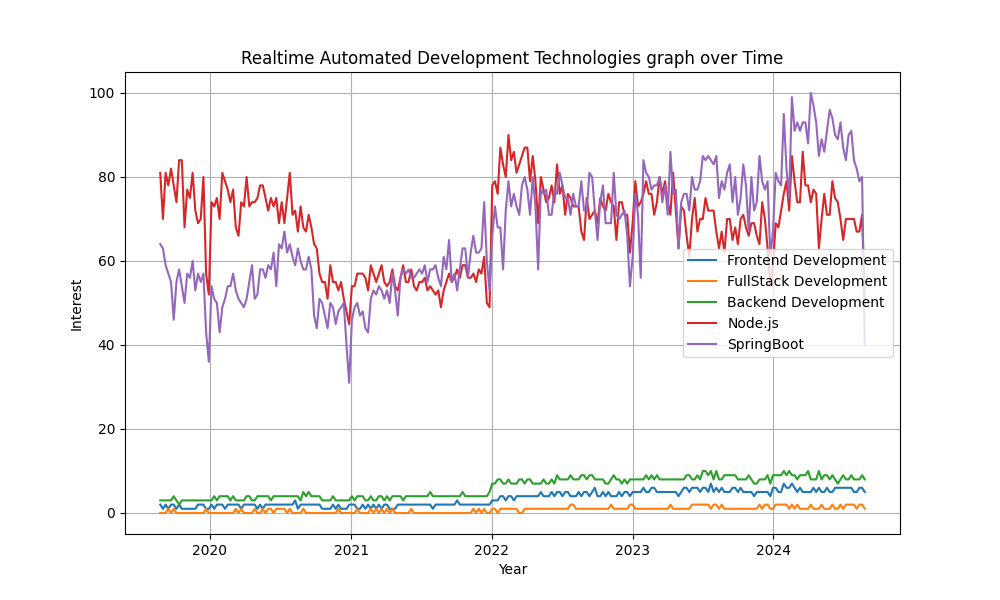 Realtime Automated Development Technologies graph over Time
100
80
60
40
20
0
Interest
Frontend Development
FullStack Development
Backend Development
Node.js
SpringBoot
2020
2021
2022
2023
2024
Year